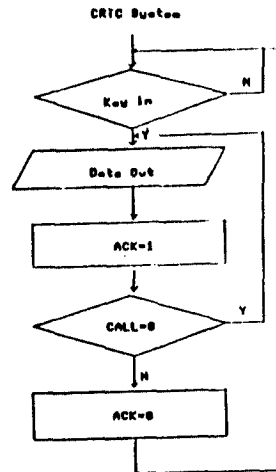 CRTC System
Key In
N
Y
Data Out
ACK=1
CALL=0
Y
N
ACK=0